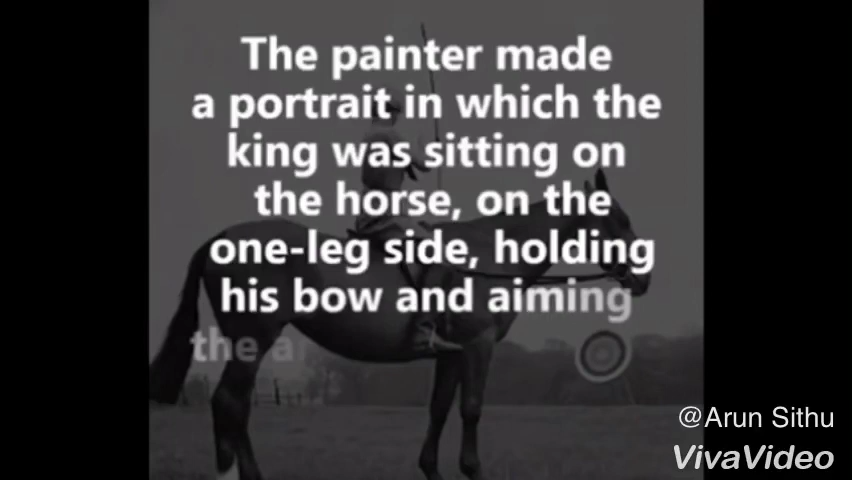 The painter made
a portrait in which the
king was sitting on
the horse, on the
one-leg side, holding
his bow and aiming
the a
@Arun Sithu
VivaVideo